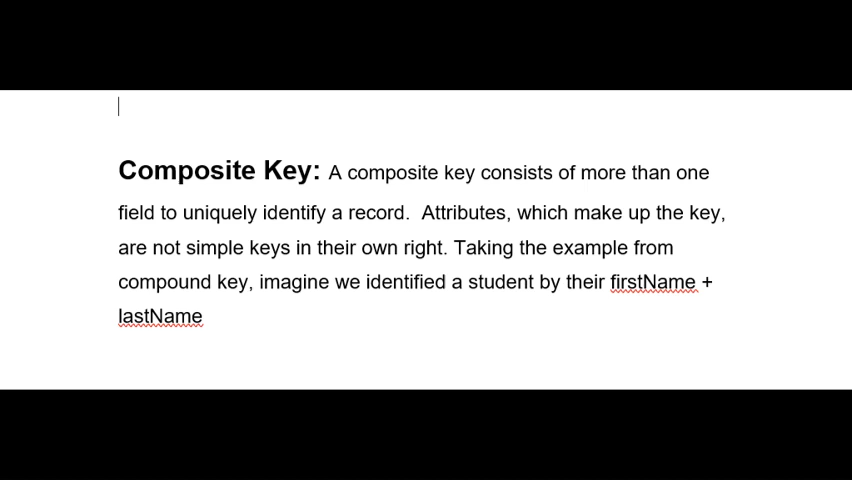 Composite Key: A composite key consists of more than one
field to uniquely identify a record.  Attributes, which make up the key,
are not simple keys in their own right. Taking the example from
compound key, imagine we identified a student by their firstName +
lastName